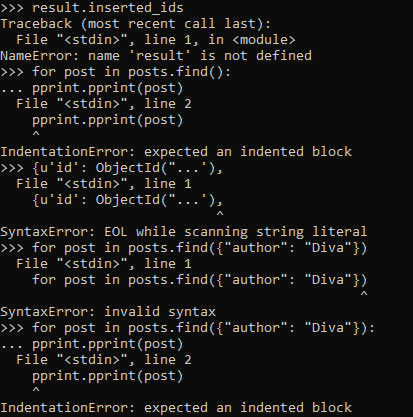 >>> result.inserted_ids
Traceback (most recent call last):
  File "<stdin>", line 1, in <module>
NameError: name 'result' is not defined
>>> for post in posts.find():
... pprint.pprint(post)
  File "<stdin>", line 2
    pprint.pprint(post)
    ^
IndentationError: expected an indented block
>>> {u'id': ObjectId("...'),
  File "<stdin>", line 1
    {u'id': ObjectId("...'),
                           ^
SyntaxError: EOL while scanning string literal
>>> for post in posts.find({"author": "Diva"})
  File "<stdin>", line 1
    for post in posts.find({"author": "Diva"})
                                             ^
SyntaxError: invalid syntax
>>> for post in posts.find({"author": "Diva"}):
... pprint.pprint(post)
  File "<stdin>", line 2
    pprint.pprint(post)
    ^
IndentationError: expected an indented block